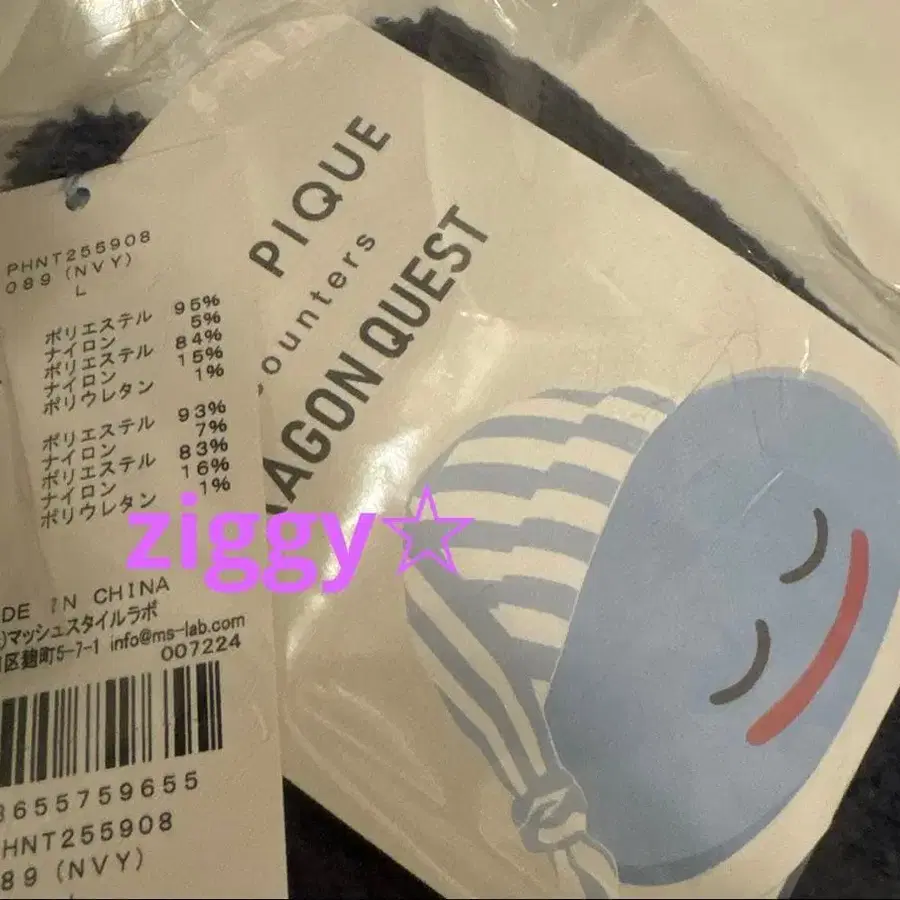 PHNT255908
089 (NVY)
L
ポリエステル 95%
ナイロン 5%
ポリエステル 84%
ナイロン 15%
ポリウレタン 1%
ポリエステル 93%
ナイロン 7%
ポリエステル 83%
ナイロン 16%
ポリウレタン 1%
DE IN CHINA
マッシュスタイルラボ
区麹町5-7-1 info@ms-lab.com
007224
8655759655
HNT255908
89 (NVY)
PIQUE
ounters
AGON QUEST
ziggy☆